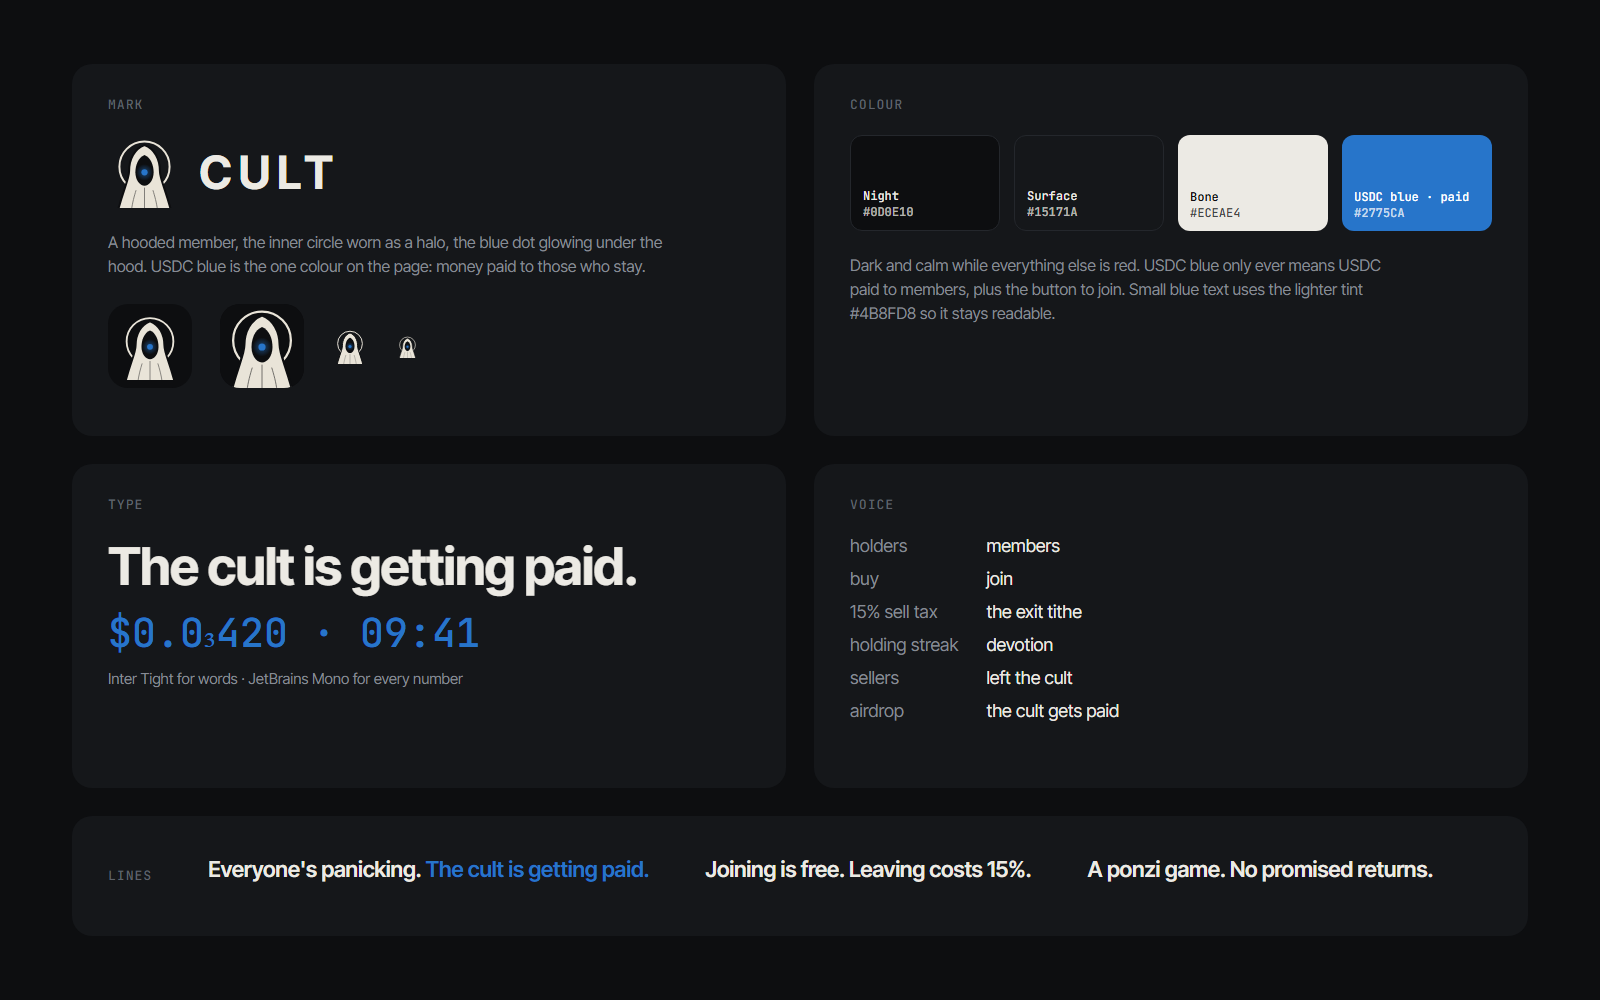 MARK
CULT
A hooded member, the inner circle worn as a halo, the blue dot glowing under the
hood. USDC blue is the one colour on the page: money paid to those who stay.
COLOUR
Night
#0D0E10
Surface
#15171A
Bone
#ECEAE4
USDC blue · paid
#2775CA
Dark and calm while everything else is red. USDC blue only ever means USDC
paid to members, plus the button to join. Small blue text uses the lighter tint
#4B8FD8 so it stays readable.
TYPE
The cult is getting paid.
$0.0₃420 · 09:41
Inter Tight for words · JetBrains Mono for every number
VOICE
holders members
buy join
15% sell tax the exit tithe
holding streak devotion
sellers left the cult
airdrop the cult gets paid
LINES
Everyone's panicking. The cult is getting paid.
Joining is free. Leaving costs 15%.
A ponzi game. No promised returns.